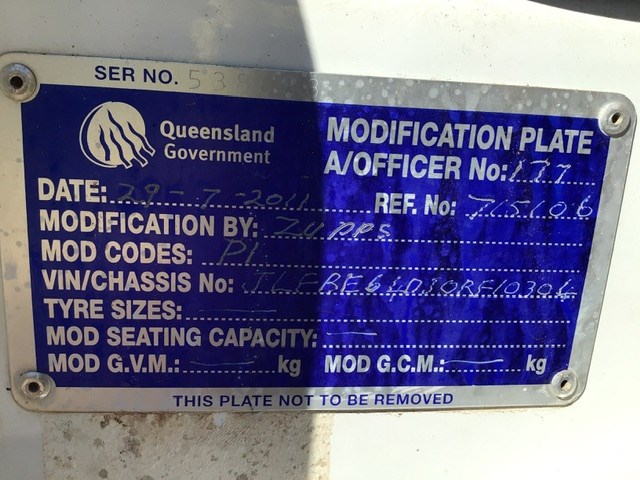 SER NO.
Queensland Government
MODIFICATION PLATE
A/OFFICER No: 177
DATE: 29-7-2011 REF. No: 715106
MODIFICATION BY: Zupps
MOD CODES: P1
VIN/CHASSIS No:
TYRE SIZES: —
MOD SEATING CAPACITY: —
MOD G.V.M.: — kg MOD G.C.M.: — kg
THIS PLATE NOT TO BE REMOVED